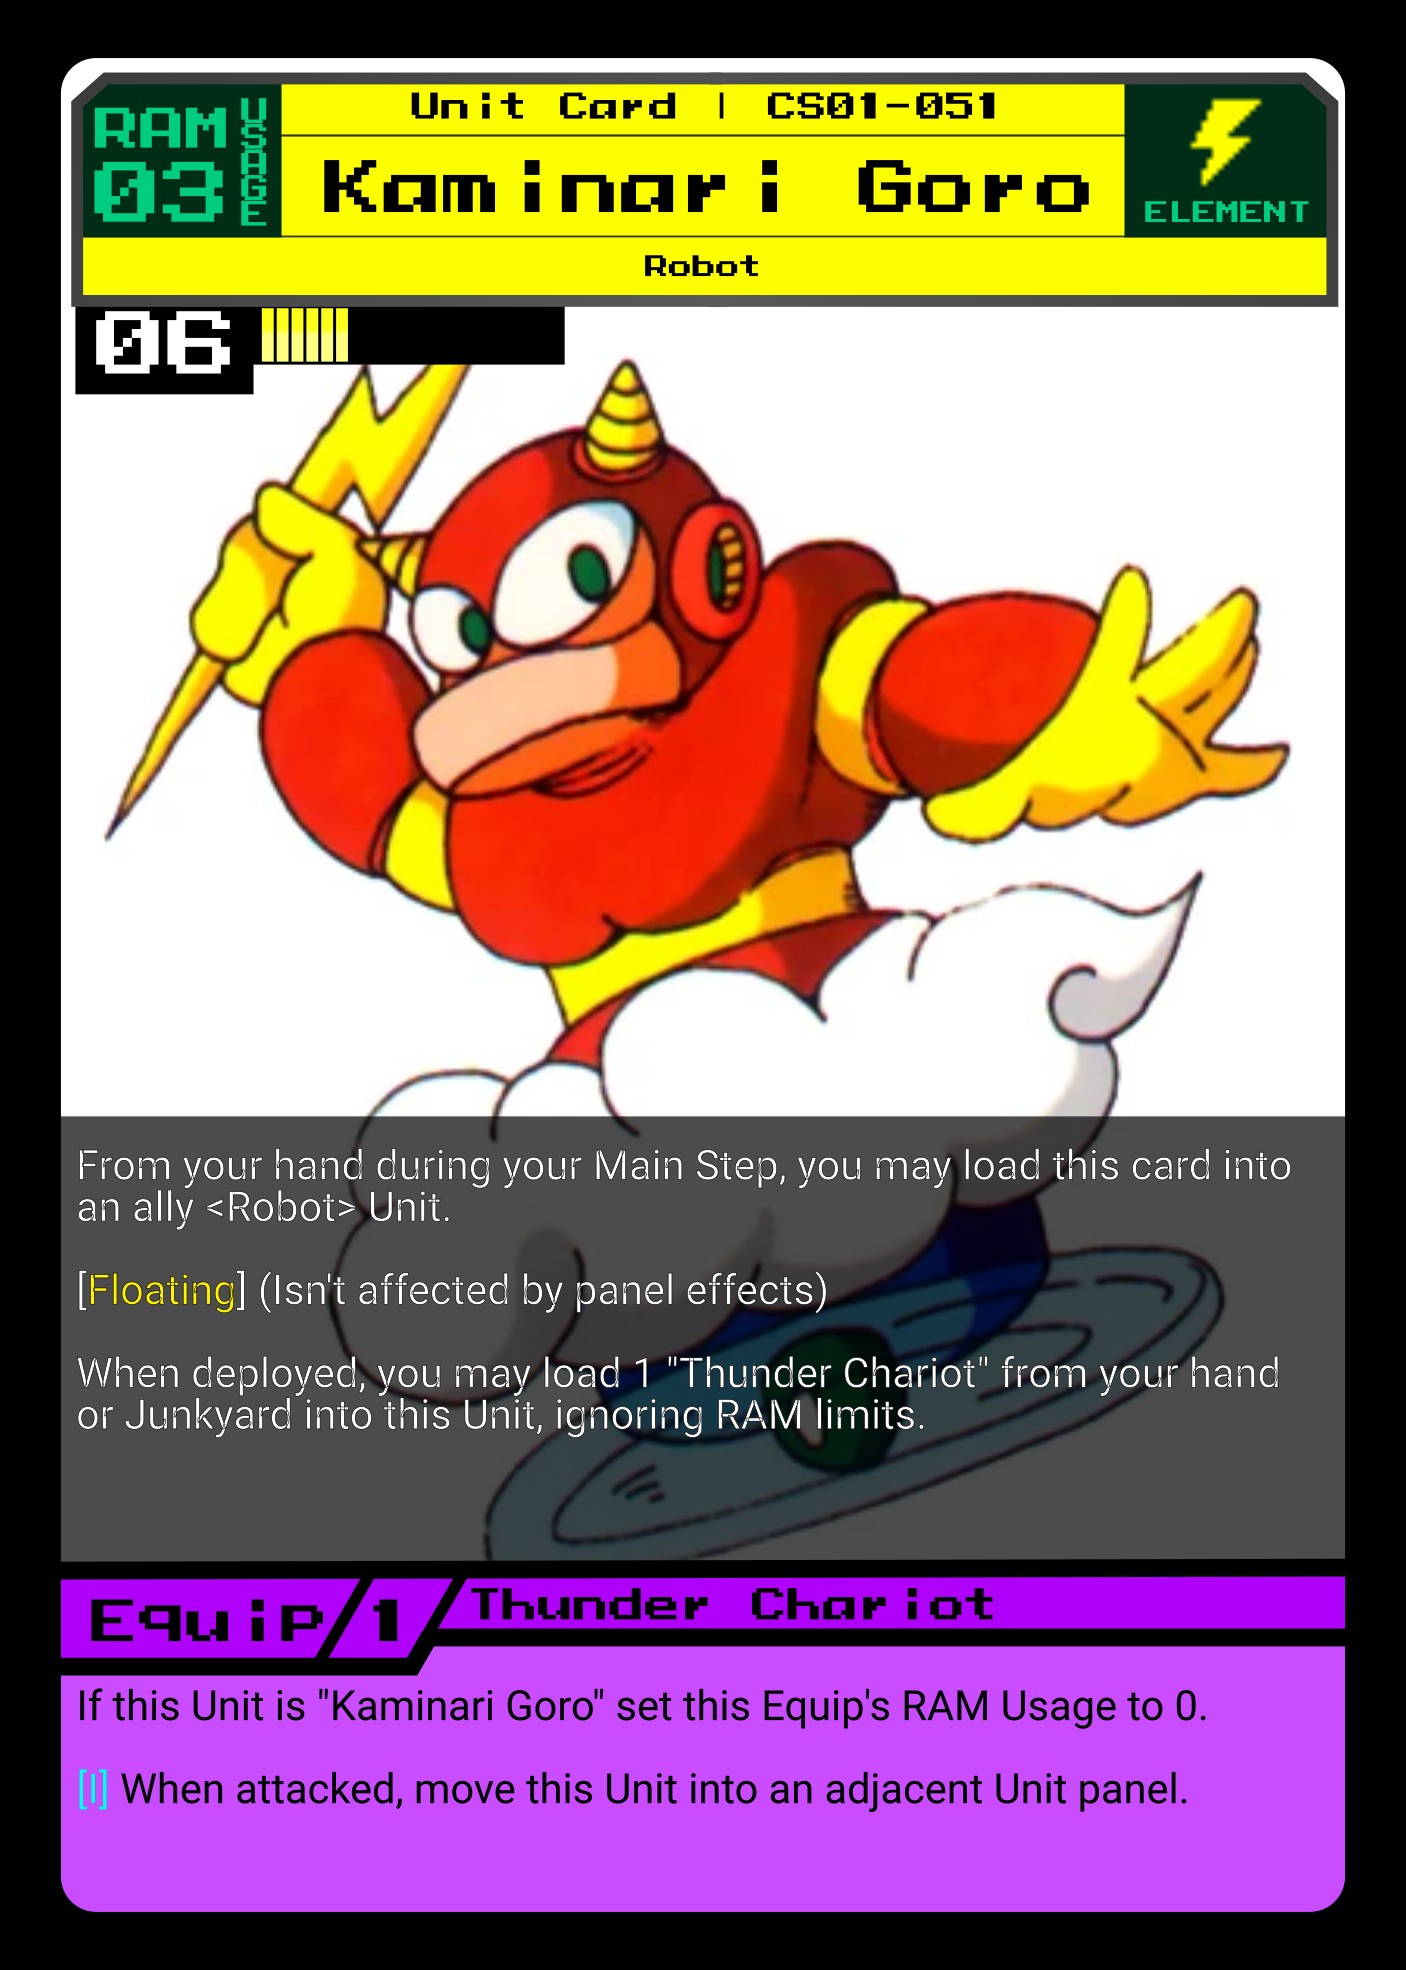 RAM
03
USAGE
Unit Card | CS01-051
Kaminari Goro
ELEMENT
Robot
06
From your hand during your Main Step, you may load this card into
an ally <Robot> Unit.
[Floating] (Isn't affected by panel effects)
When deployed, you may load 1 "Thunder Chariot" from your hand
or Junkyard into this Unit, ignoring RAM limits.
Equip/1
Thunder Chariot
If this Unit is "Kaminari Goro" set this Equip's RAM Usage to 0.
[I] When attacked, move this Unit into an adjacent Unit panel.